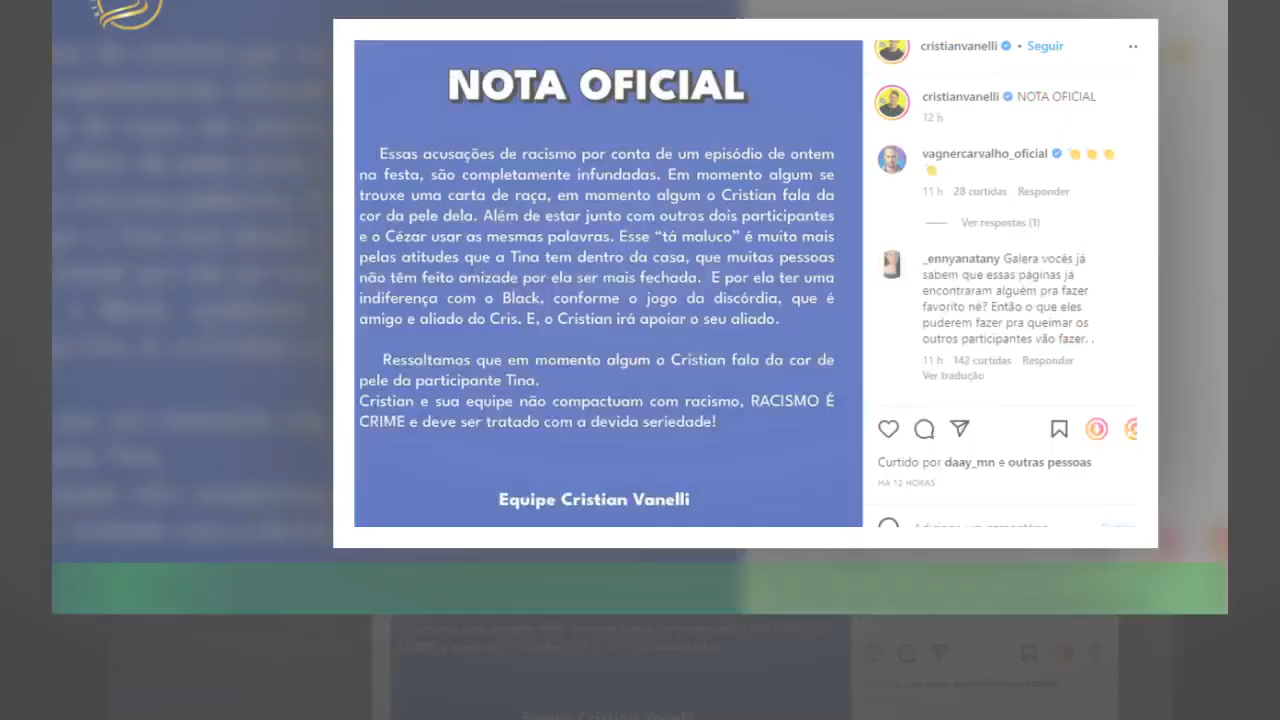 NOTA OFICIAL
Essas acusações de racismo por conta de um episódio de ontem
na festa, são completamente infundadas. Em momento algum se
trouxe uma carta de raça, em momento algum o Cristian fala da
cor da pele dela. Além de estar junto com outros dois participantes
e o Cézar usar as mesmas palavras. Esse “tá maluco” é muito mais
pelas atitudes que a Tina tem dentro da casa, que muitas pessoas
não têm feito amizade por ela ser mais fechada. E por ela ter uma
indiferença com o Black, conforme o jogo da discórdia, que é
amigo e aliado do Cris. E, o Cristian irá apoiar o seu aliado.
Ressaltamos que em momento algum o Cristian fala da cor de
pele da participante Tina.
Cristian e sua equipe não compactuam com racismo, RACISMO É
CRIME e deve ser tratado com a devida seriedade!
Equipe Cristian Vanelli
cristianvanelli • Seguir
cristianvanelli NOTA OFICIAL
12 h
vagnercarvalho_oficial
11 h 28 curtidas Responder
Ver respostas (1)
_ennyanatany Galera vocês já
sabem que essas páginas já
encontraram alguém pra fazer
favorito né? Então o que eles
puderem fazer pra queimar os
outros participantes vão fazer. .
11 h 142 curtidas Responder
Ver tradução
Curtido por daay_mn e outras pessoas
HÁ 12 HORAS